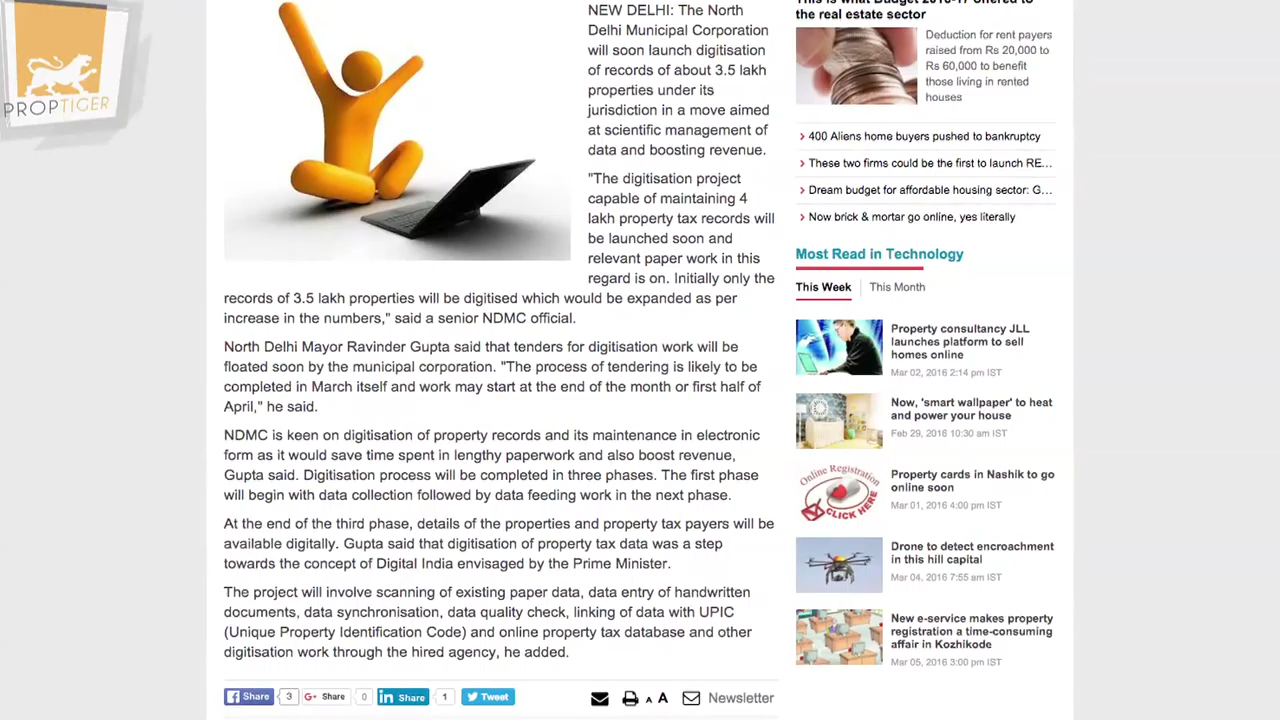 PROPTIGER
NEW DELHI: The North
Delhi Municipal Corporation
will soon launch digitisation
of records of about 3.5 lakh
properties under its
jurisdiction in a move aimed
at scientific management of
data and boosting revenue.
"The digitisation project
capable of maintaining 4
lakh property tax records will
be launched soon and
relevant paper work in this
regard is on. Initially only the
records of 3.5 lakh properties will be digitised which would be expanded as per
increase in the numbers," said a senior NDMC official.
North Delhi Mayor Ravinder Gupta said that tenders for digitisation work will be
floated soon by the municipal corporation. "The process of tendering is likely to be
completed in March itself and work may start at the end of the month or first half of
April," he said.
NDMC is keen on digitisation of property records and its maintenance in electronic
form as it would save time spent in lengthy paperwork and also boost revenue,
Gupta said. Digitisation process will be completed in three phases. The first phase
will begin with data collection followed by data feeding work in the next phase.
At the end of the third phase, details of the properties and property tax payers will be
available digitally. Gupta said that digitisation of property tax data was a step
towards the concept of Digital India envisaged by the Prime Minister.
The project will involve scanning of existing paper data, data entry of handwritten
documents, data synchronisation, data quality check, linking of data with UPIC
(Unique Property Identification Code) and online property tax database and other
digitisation work through the hired agency, he added.
Share 3 G+ Share 0 in Share 1 Tweet A A Newsletter
This is what Budget 2016-17 offered to
the real estate sector
Deduction for rent payers
raised from Rs 20,000 to
Rs 60,000 to benefit
those living in rented
houses
400 Aliens home buyers pushed to bankruptcy
These two firms could be the first to launch RE...
Dream budget for affordable housing sector: G...
Now brick & mortar go online, yes literally
Most Read in Technology
This Week This Month
Property consultancy JLL
launches platform to sell
homes online
Mar 02, 2016 2:14 pm IST
Now, 'smart wallpaper' to heat
and power your house
Feb 29, 2016 10:30 am IST
Online Registration
CLICK HERE
Property cards in Nashik to go
online soon
Mar 01, 2016 4:00 pm IST
Drone to detect encroachment
in this hill capital
Mar 04, 2016 7:55 am IST
New e-service makes property
registration a time-consuming
affair in Kozhikode
Mar 05, 2016 3:00 pm IST